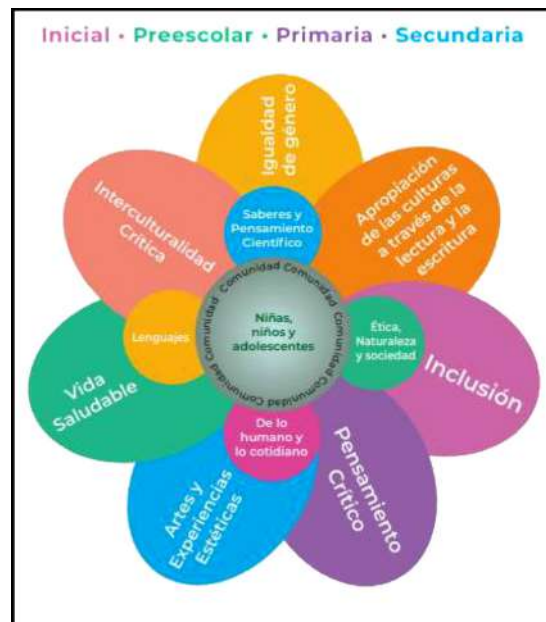 Inicial • Preescolar • Primaria • Secundaria
Igualdad
de género
Apropiación
de las culturas
a través de la
lectura y la
escritura
Inclusión
Pensamiento
Crítico
Artes y
Experiencias
Estéticas
Vida
Saludable
Interculturalidad
Crítica
Saberes y
Pensamiento
Científico
Ética,
Naturaleza
y sociedad
De lo
humano y
lo cotidiano
Lenguajes
Comunidad Comunidad Comunidad Comunidad Comunidad Comunidad Comunidad
Niñas,
niños y
adolescentes